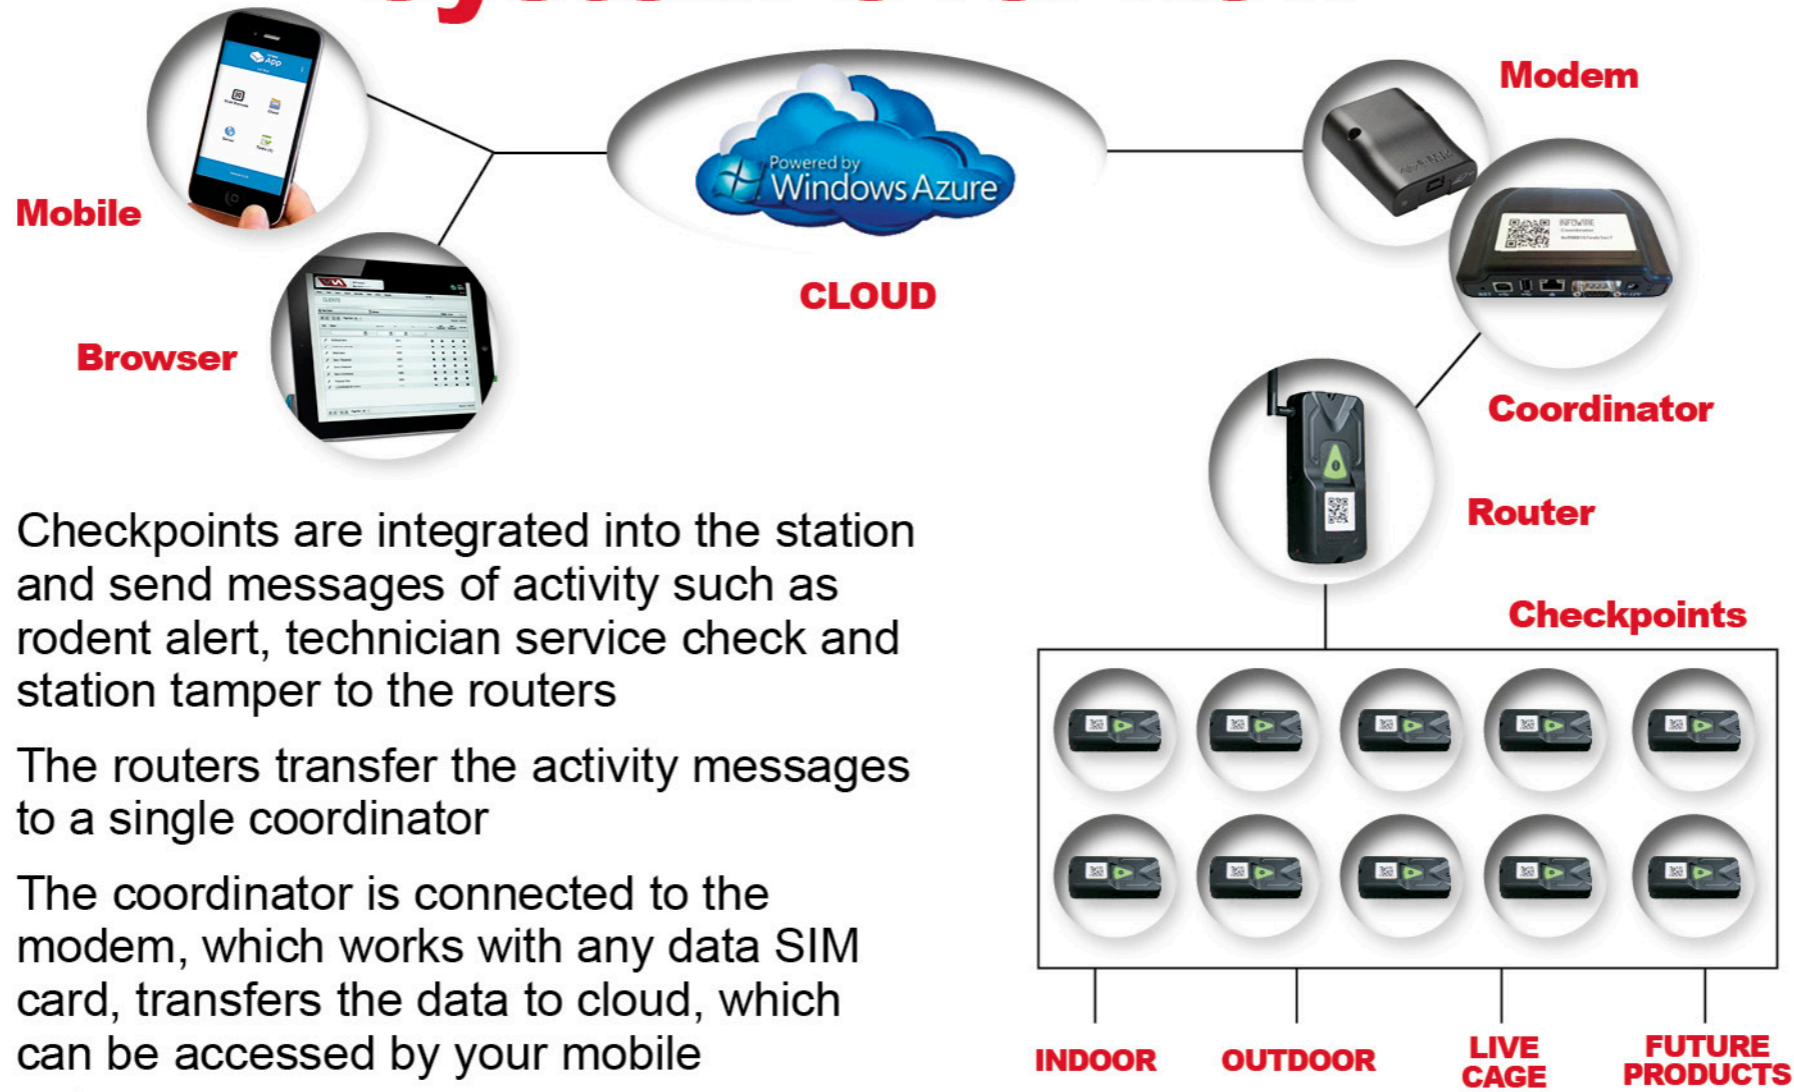 System Overview
App
Modem
Powered by
Windows Azure
Mobile
CLOUD
Browser
Coordinator
Router
Checkpoints are integrated into the station
and send messages of activity such as
rodent alert, technician service check and
station tamper to the routers
The routers transfer the activity messages
to a single coordinator
The coordinator is connected to the
modem, which works with any data SIM
card, transfers the data to cloud, which
can be accessed by your mobile
Checkpoints
INDOOR
OUTDOOR
LIVE
CAGE
FUTURE
PRODUCTS